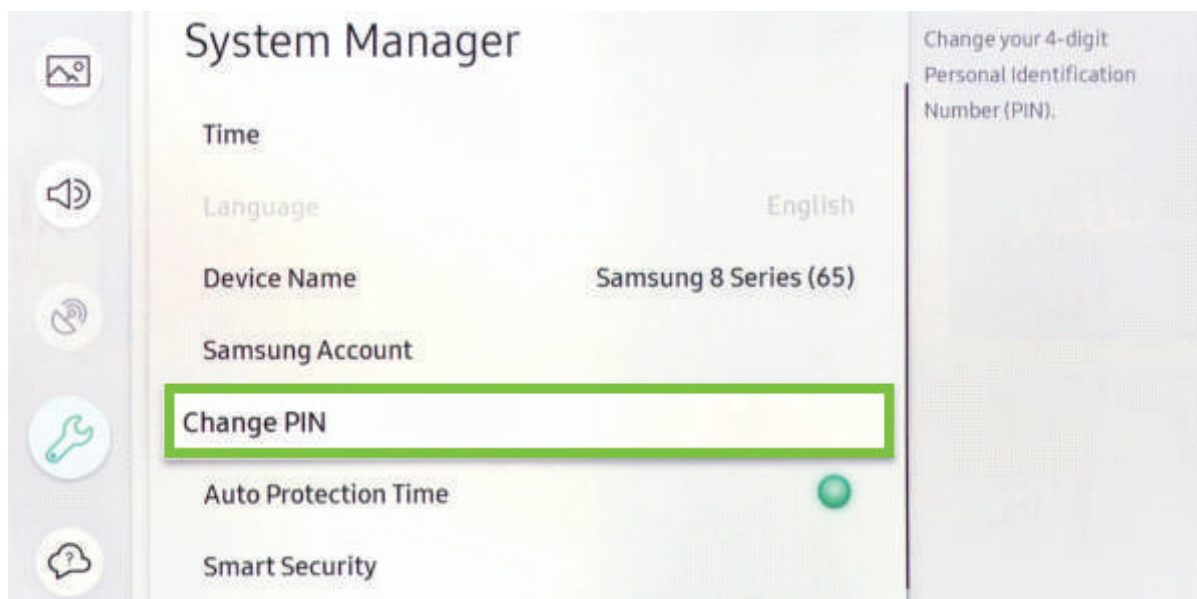 System Manager
Time
Language English
Device Name Samsung 8 Series (65)
Samsung Account
Change PIN
Auto Protection Time
Smart Security
Change your 4-digit
Personal Identification
Number (PIN).
?